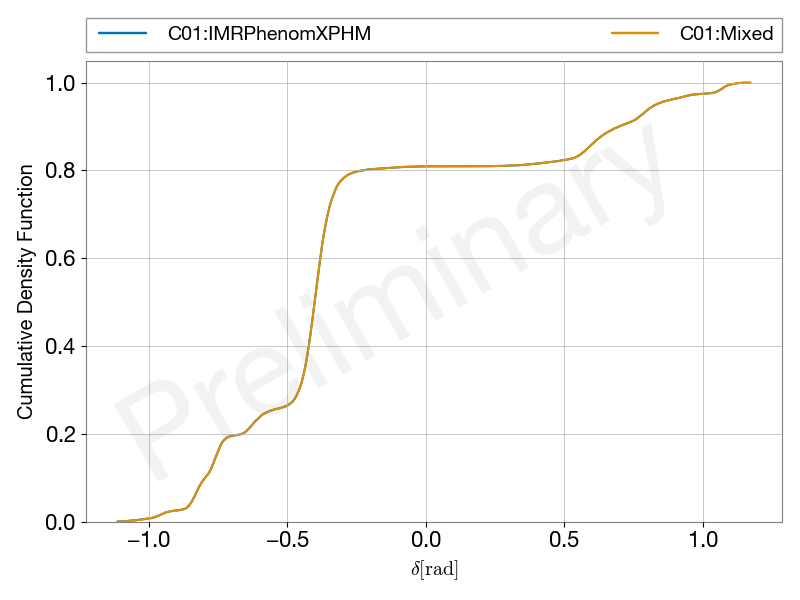 C01:IMRPhenomXPHM C01:Mixed
Cumulative Density Function
1.0
0.8
0.6
0.4
0.2
0.0
Preliminary
−1.0 −0.5 0.0 0.5 1.0
δ[rad]